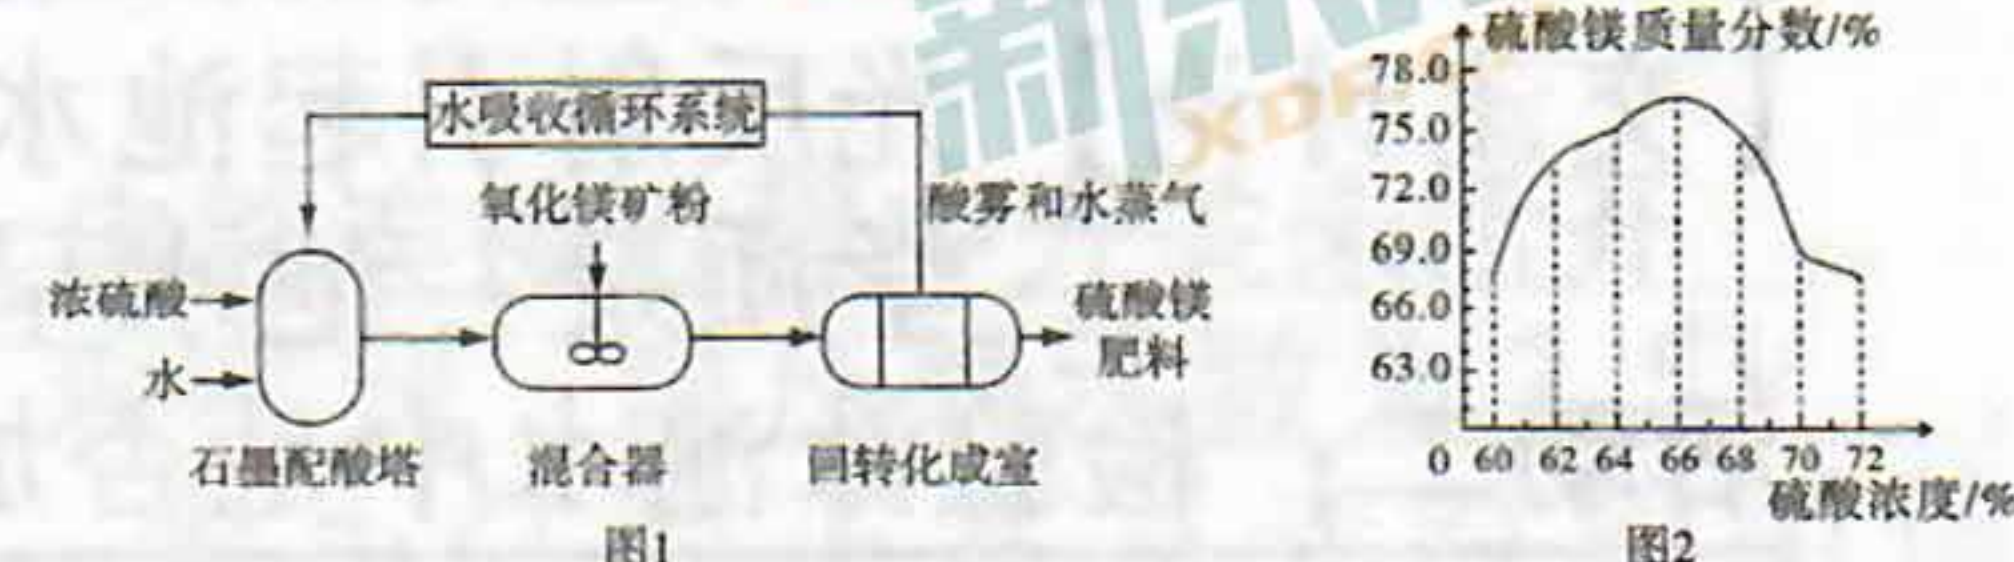 水吸收循环系统
氧化镁矿粉
酸雾和水蒸气
浓硫酸
水
硫酸镁
肥料
石墨配酸塔
混合器
回转化成室
图1
硫酸镁质量分数/%
78.0
75.0
72.0
69.0
66.0
63.0
0 60 62 64 66 68 70 72
硫酸浓度/%
图2
XDF